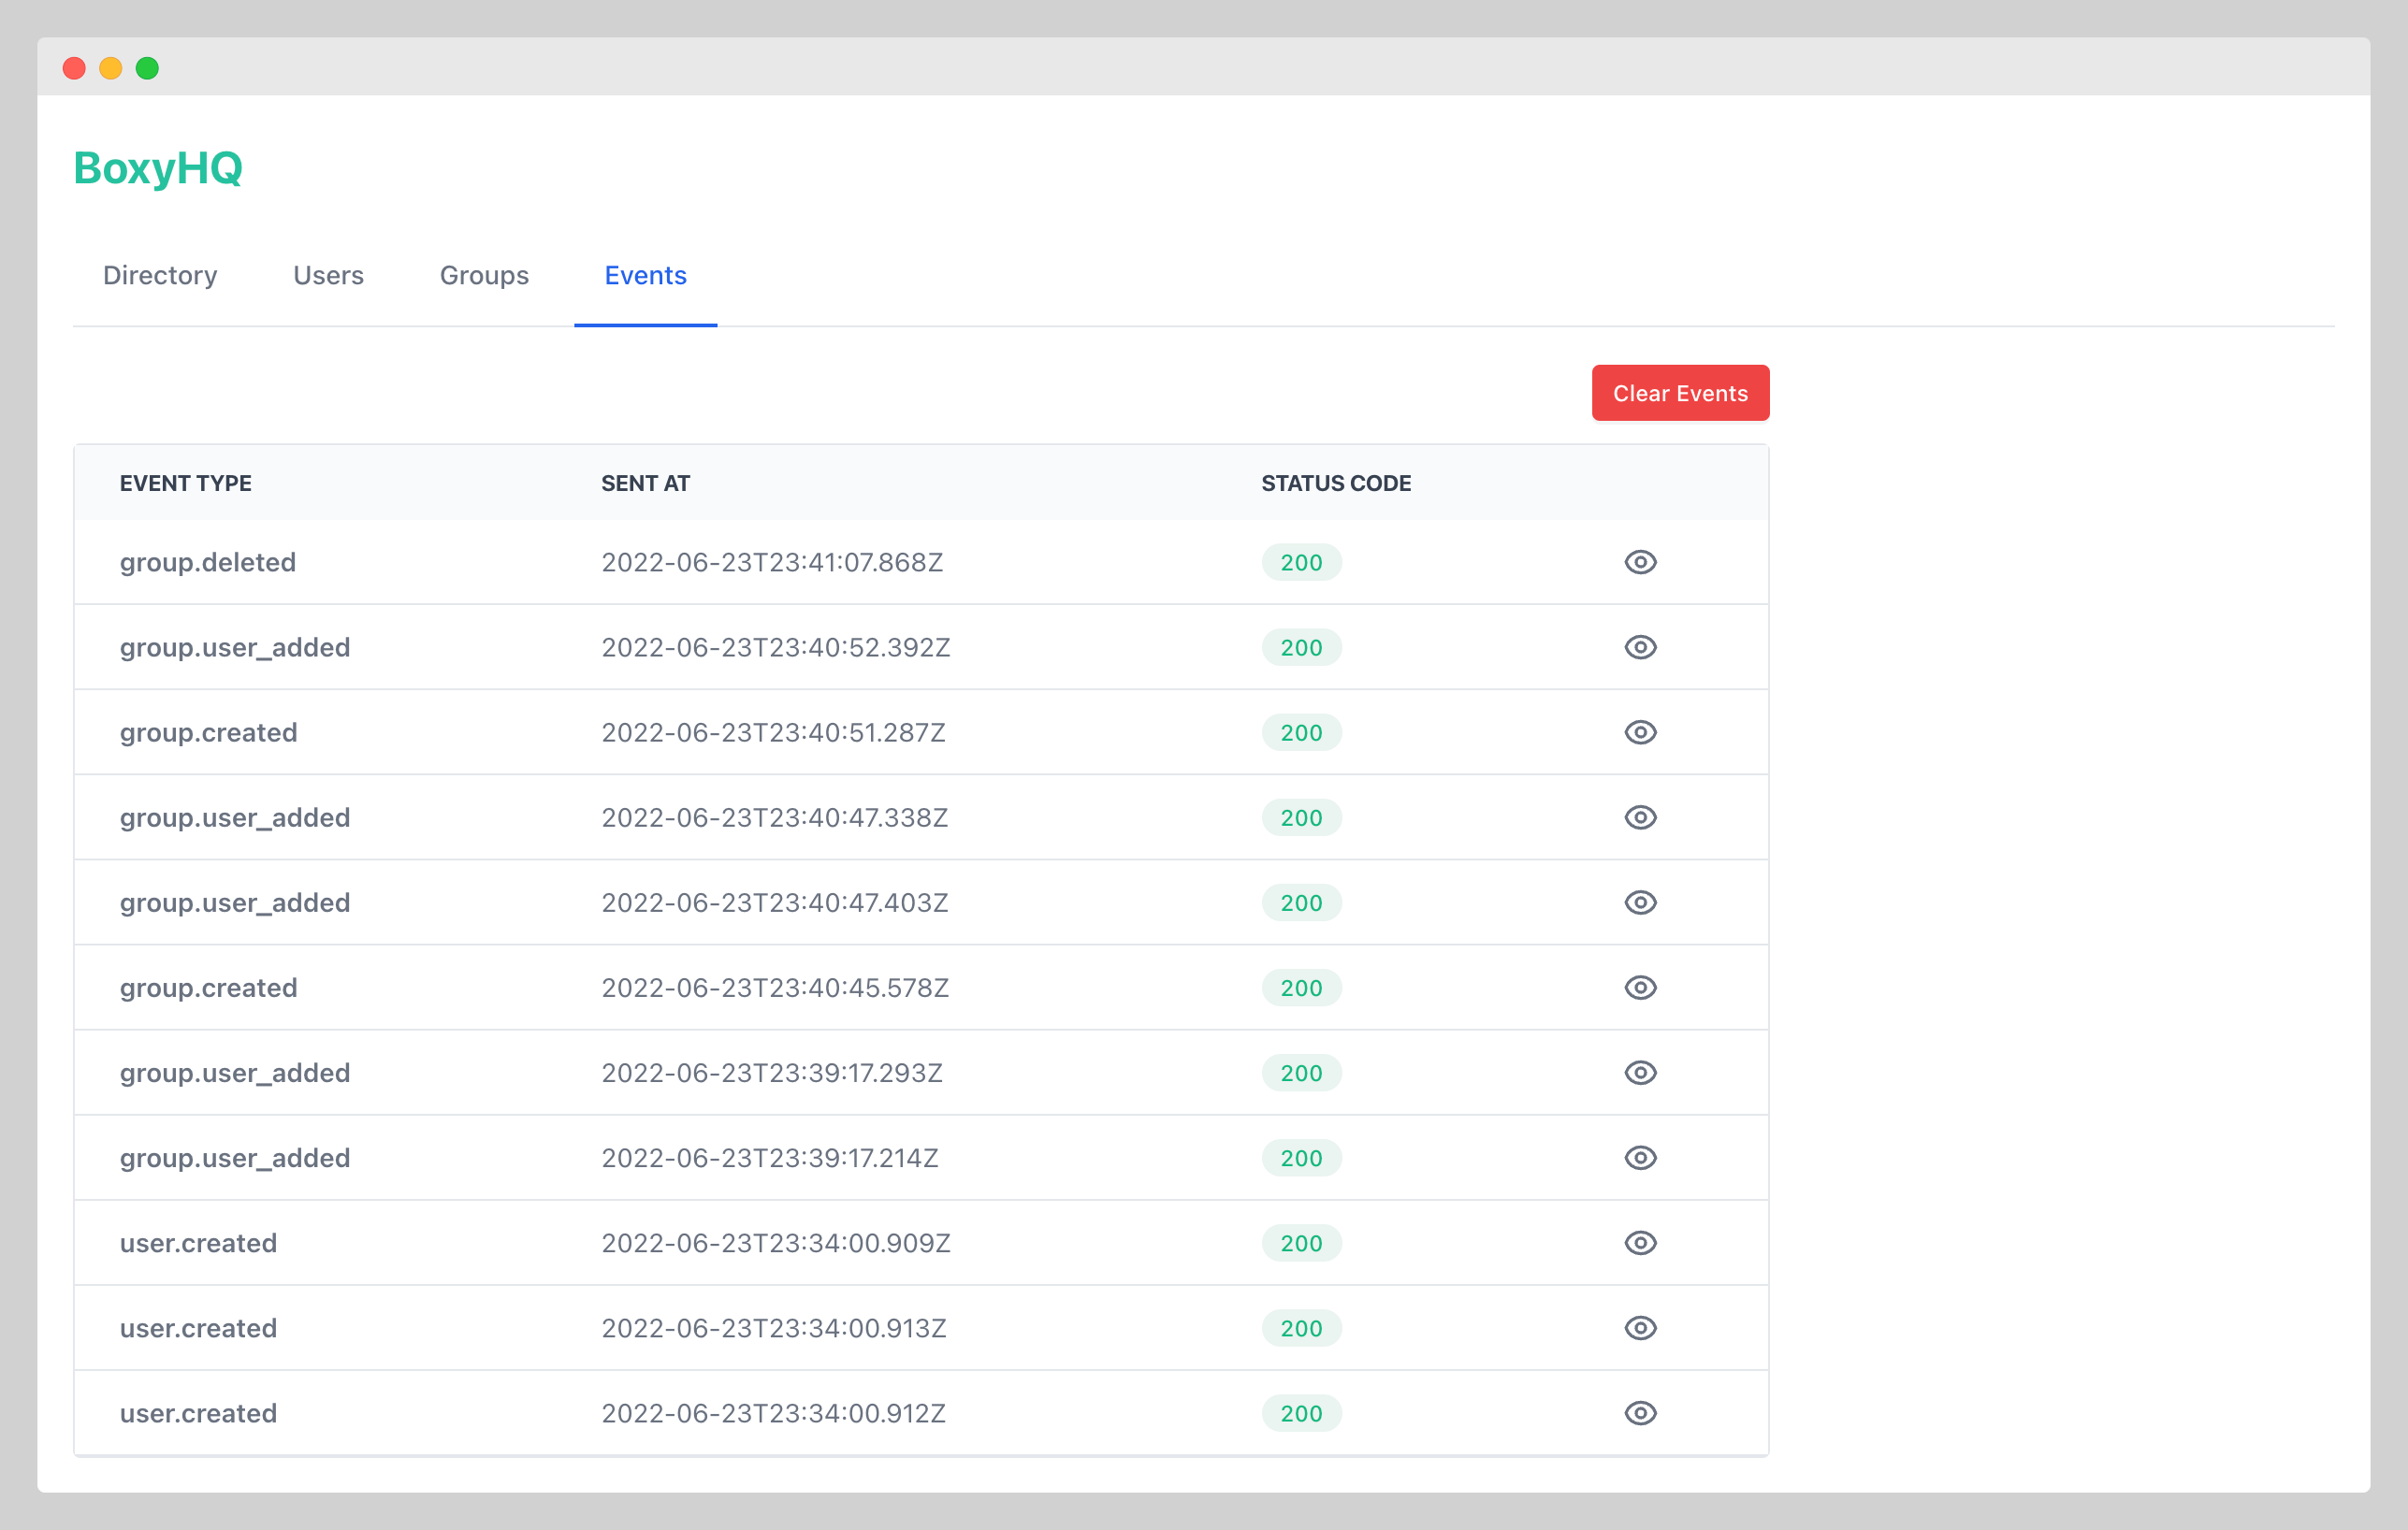 BoxyHQ
Directory Users Groups Events
Clear Events
EVENT TYPE SENT AT STATUS CODE
group.deleted 2022-06-23T23:41:07.868Z 200
group.user_added 2022-06-23T23:40:52.392Z 200
group.created 2022-06-23T23:40:51.287Z 200
group.user_added 2022-06-23T23:40:47.338Z 200
group.user_added 2022-06-23T23:40:47.403Z 200
group.created 2022-06-23T23:40:45.578Z 200
group.user_added 2022-06-23T23:39:17.293Z 200
group.user_added 2022-06-23T23:39:17.214Z 200
user.created 2022-06-23T23:34:00.909Z 200
user.created 2022-06-23T23:34:00.913Z 200
user.created 2022-06-23T23:34:00.912Z 200